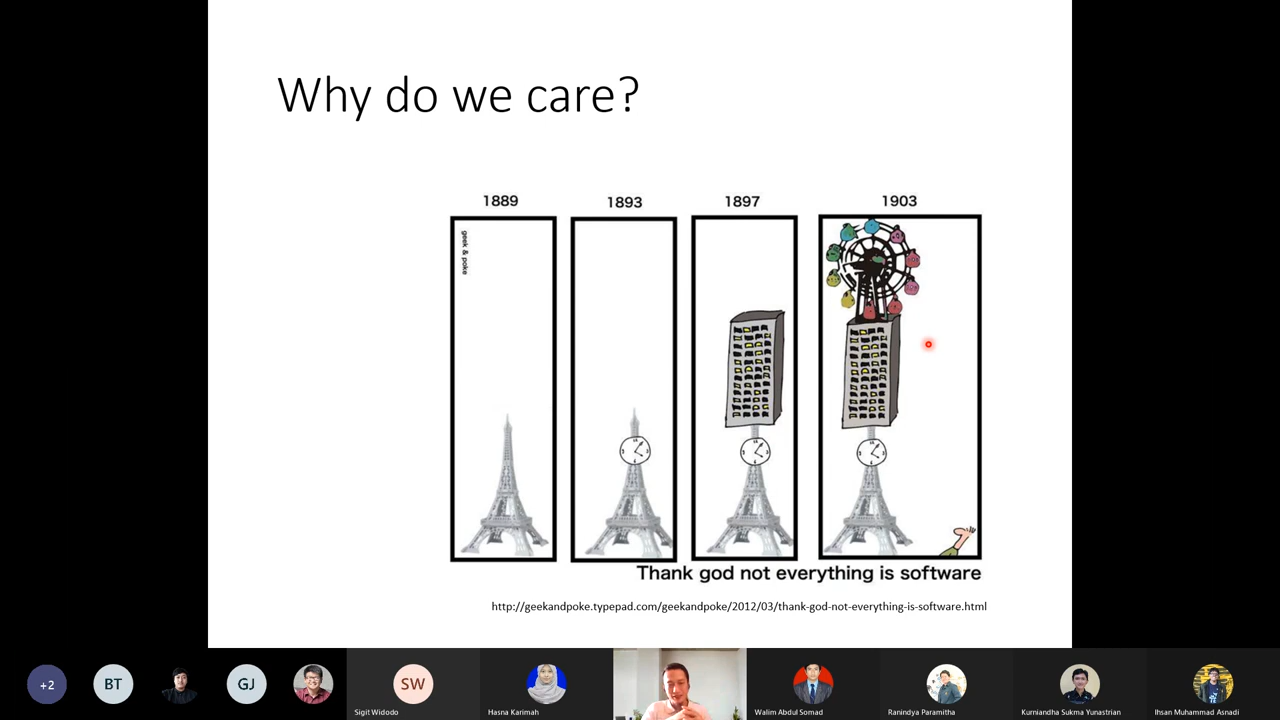 Why do we care?
1889 1893 1897 1903
geek & poke
Thank god not everything is software
http://geekandpoke.typepad.com/geekandpoke/2012/03/thank-god-not-everything-is-software.html
+2 BT GJ SW
Sigit Widodo Hasna Karimah Walim Abdul Somad Ranindya Paramitha Kurniandha Sukma Yunastrian Ihsan Muhammad Asnadi